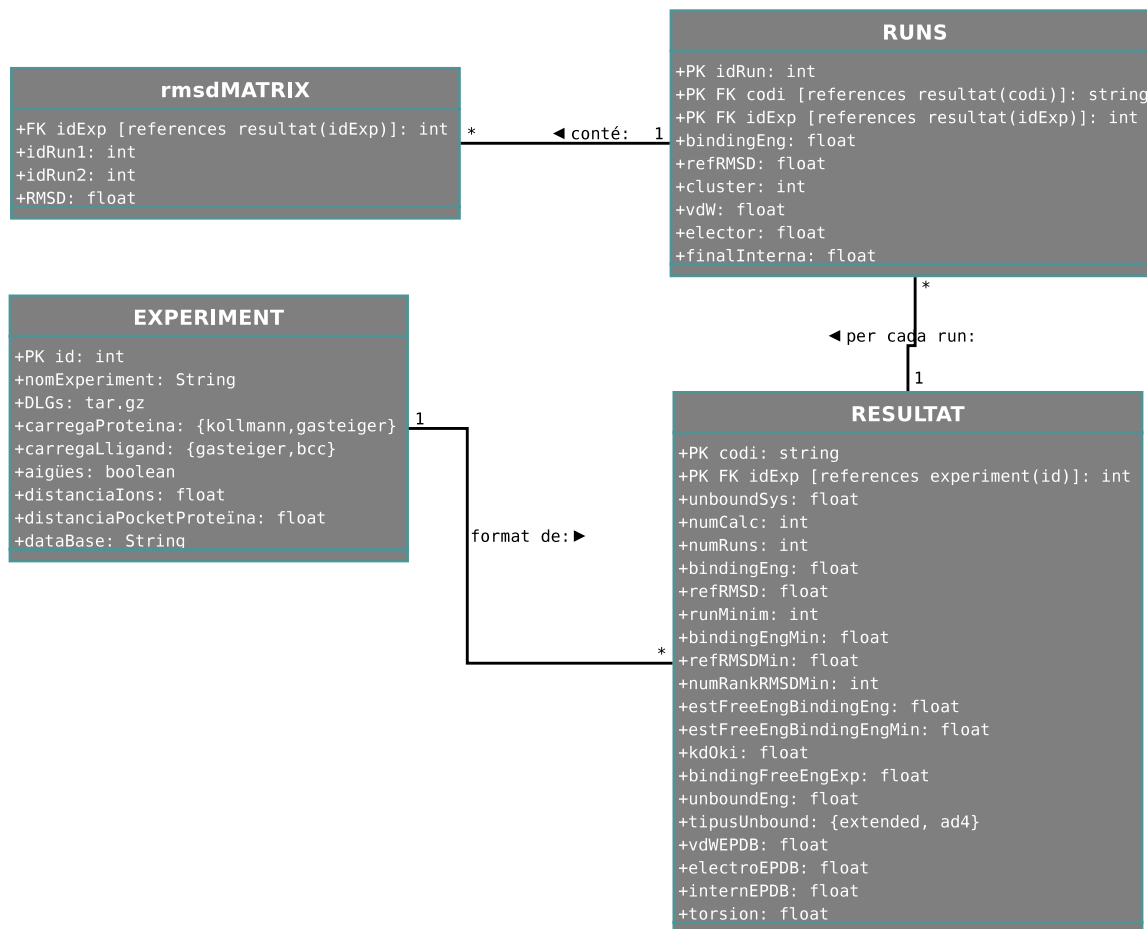 RUNS
+PK idRun: int
+PK FK codi [references resultat(codi)]: string
+PK FK idExp [references resultat(idExp)]: int
+bindingEng: float
+refRMSD: float
+cluster: int
+vdW: float
+elector: float
+finalInterna: float
rmsdMATRIX
+FK idExp [references resultat(idExp)]: int
+idRun1: int
+idRun2: int
+RMSD: float
* ◄ conté: 1
*
◄ per cada run:
1
EXPERIMENT
+PK id: int
+nomExperiment: String
+DLGs: tar.gz
+carregaProteina: {kollmann,gasteiger}
+carregaLligand: {gasteiger,bcc}
+aigües: boolean
+distanciaIons: float
+distanciaPocketProteïna: float
+dataBase: String
1
format de:►
*
RESULTAT
+PK codi: string
+PK FK idExp [references experiment(id)]: int
+unboundSys: float
+numCalc: int
+numRuns: int
+bindingEng: float
+refRMSD: float
+runMinim: int
+bindingEngMin: float
+refRMSDMin: float
+numRankRMSDMin: int
+estFreeEngBindingEng: float
+estFreeEngBindingEngMin: float
+kdOki: float
+bindingFreeEngExp: float
+unboundEng: float
+tipusUnbound: {extended, ad4}
+vdWEPDB: float
+electroEPDB: float
+internEPDB: float
+torsion: float